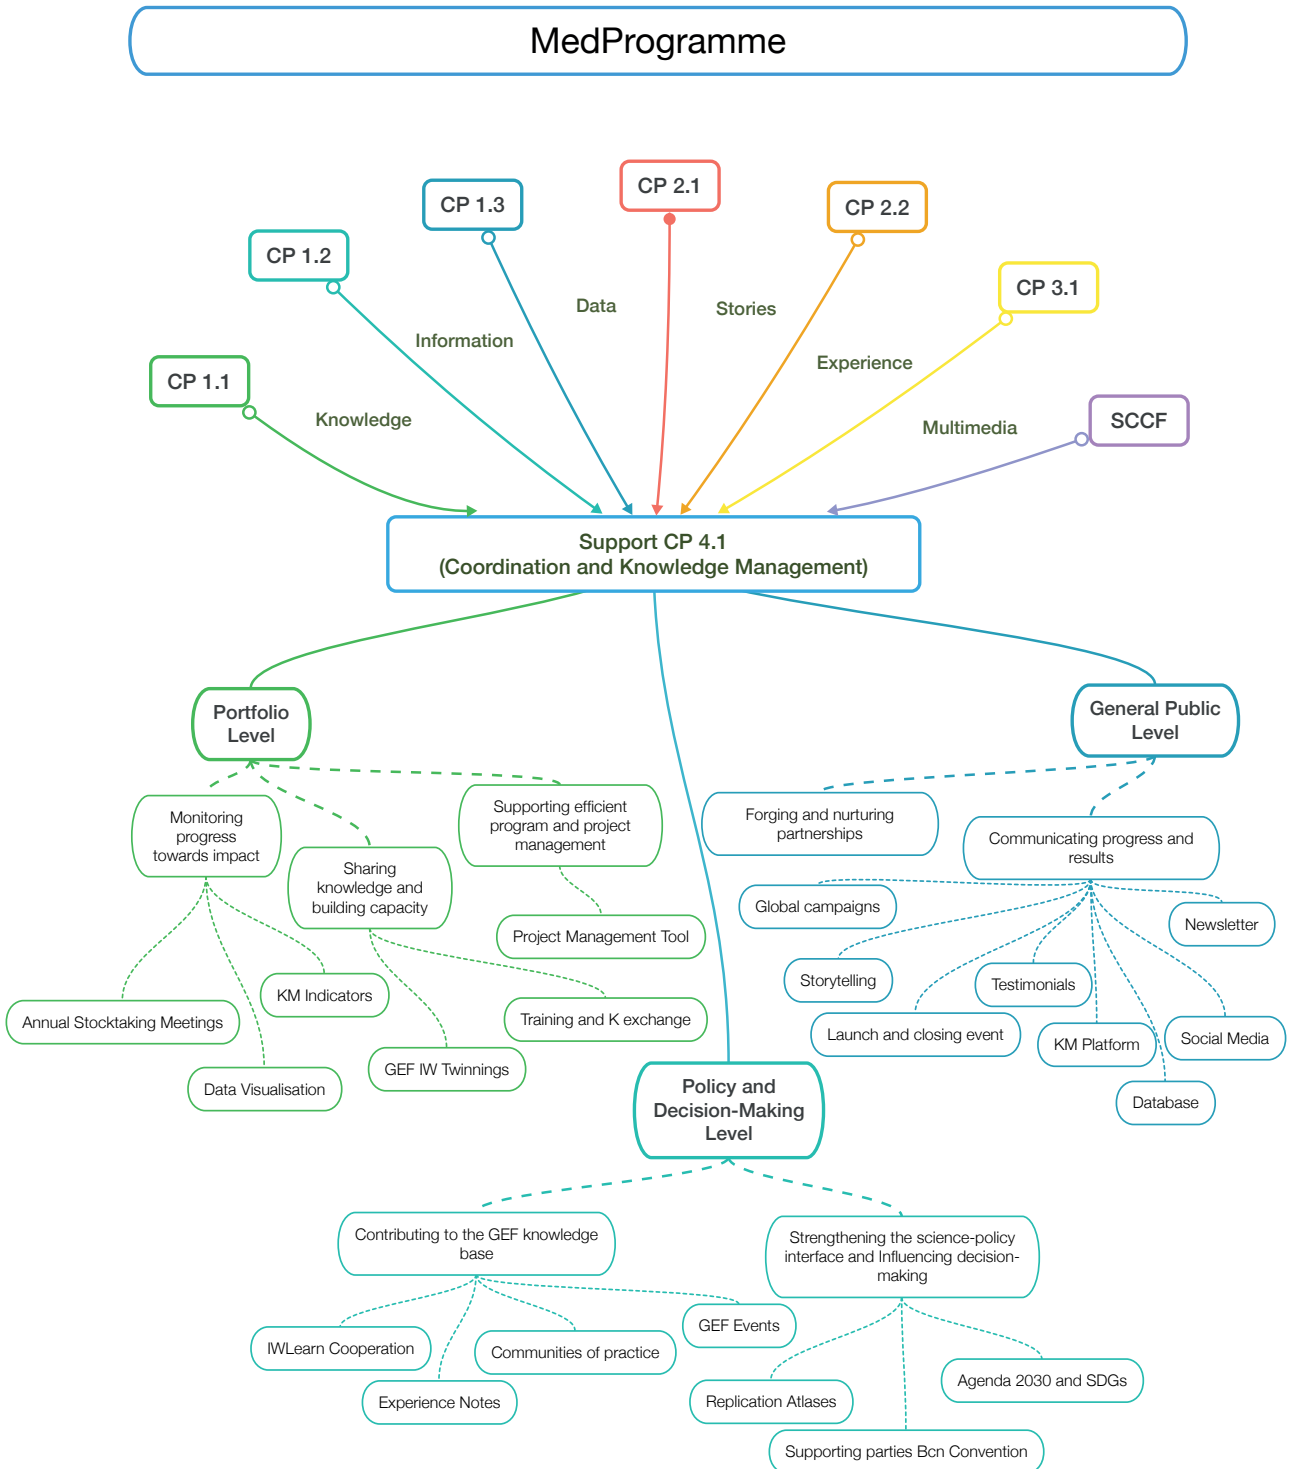 MedProgramme
CP 2.1
CP 1.3
CP 2.2
CP 1.2
CP 3.1
Data
Stories
Information
Experience
CP 1.1
Knowledge
Multimedia
SCCF
Support CP 4.1
(Coordination and Knowledge Management)
Portfolio
Level
General Public
Level
Monitoring
progress
towards impact
Sharing
knowledge and
building capacity
Supporting efficient
program and project
management
Forging and nurturing
partnerships
Communicating progress and
results
Global campaigns
Newsletter
Project Management Tool
Storytelling
Testimonials
KM Indicators
Annual Stocktaking Meetings
Training and K exchange
Launch and closing event
KM Platform
Social Media
GEF IW Twinnings
Data Visualisation
Database
Policy and
Decision-Making
Level
Contributing to the GEF knowledge
base
Strengthening the science-policy
interface and Influencing decision-
making
GEF Events
IWLearn Cooperation
Communities of practice
Agenda 2030 and SDGs
Experience Notes
Replication Atlases
Supporting parties Bcn Convention